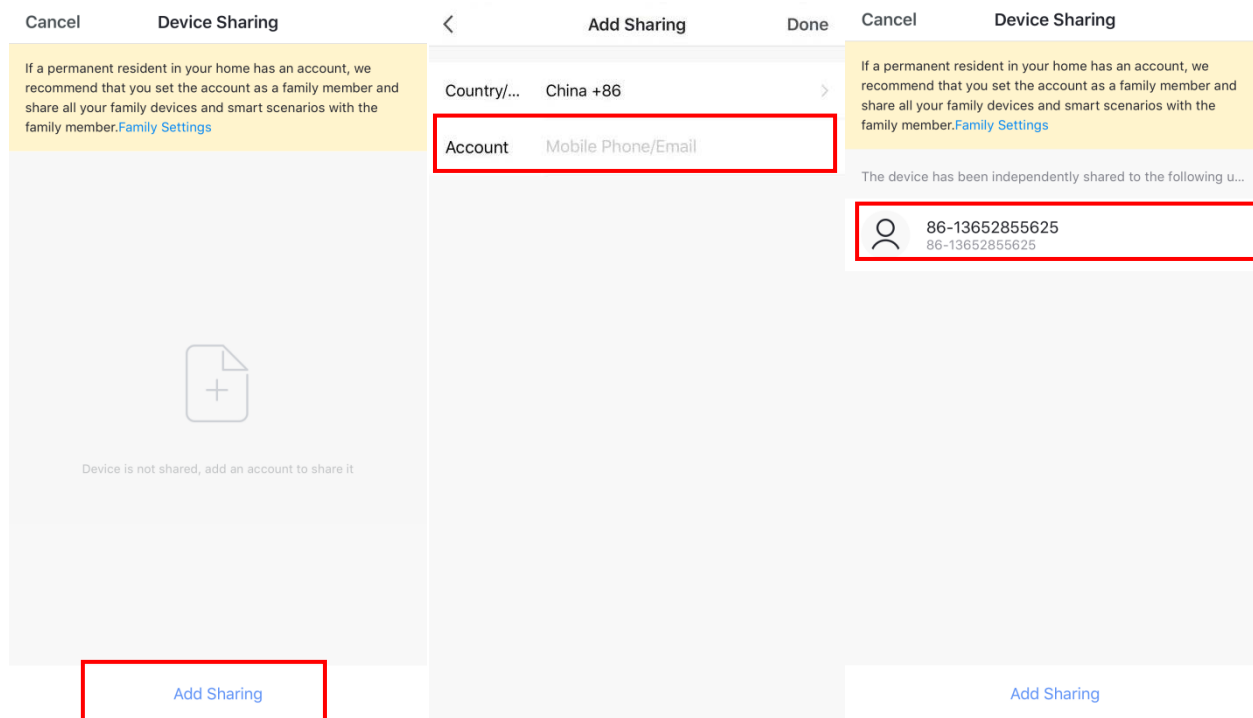 Cancel Device Sharing
If a permanent resident in your home has an account, we
recommend that you set the account as a family member and
share all your family devices and smart scenarios with the
family member.Family Settings
Device is not shared, add an account to share it
Add Sharing
Add Sharing Done
Country/... China +86
Account Mobile Phone/Email
Cancel Device Sharing
If a permanent resident in your home has an account, we
recommend that you set the account as a family member and
share all your family devices and smart scenarios with the
family member.Family Settings
The device has been independently shared to the following u...
86-13652855625
86-13652855625
Add Sharing